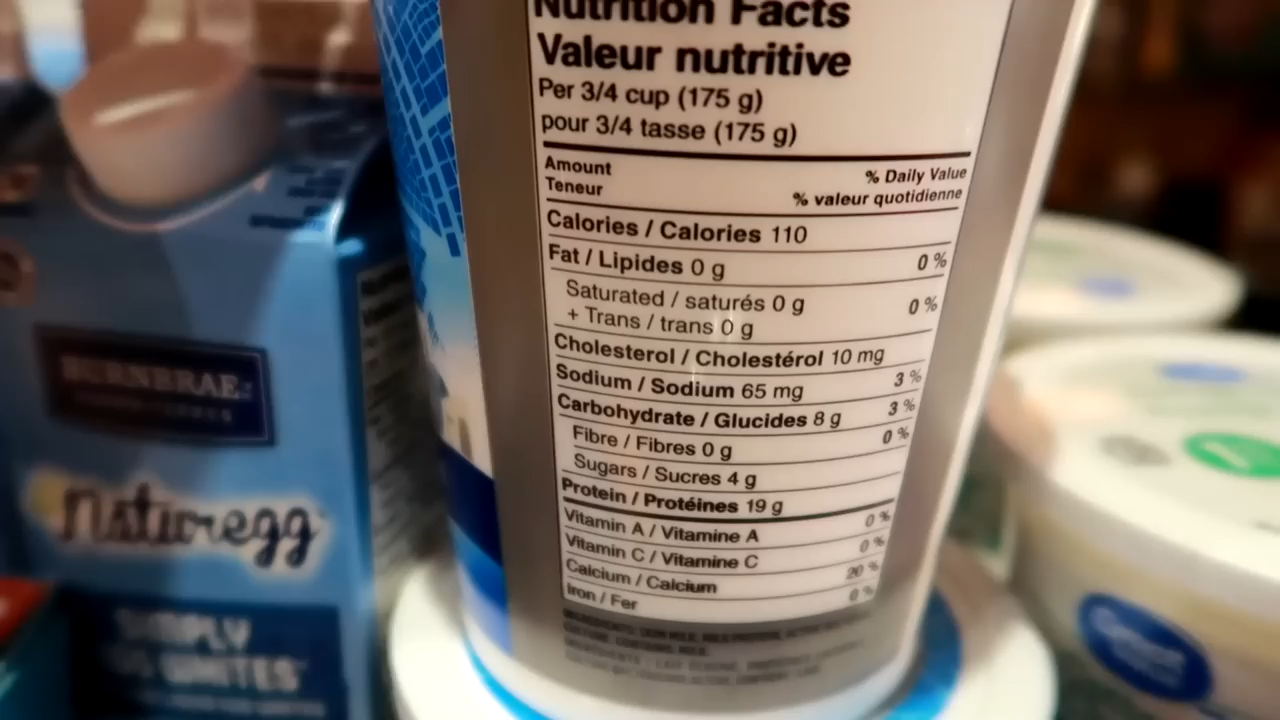 Nutrition Facts
Valeur nutritive
Per 3/4 cup (175 g)
pour 3/4 tasse (175 g)
Amount
Teneur
% Daily Value
% valeur quotidienne
Calories / Calories 110
Fat / Lipides 0 g 0 %
Saturated / saturés 0 g
+ Trans / trans 0 g 0 %
Cholesterol / Cholestérol 10 mg
Sodium / Sodium 65 mg 3 %
Carbohydrate / Glucides 8 g 3 %
Fibre / Fibres 0 g 0 %
Sugars / Sucres 4 g
Protein / Protéines 19 g
Vitamin A / Vitamine A 0 %
Vitamin C / Vitamine C 0 %
Calcium / Calcium 20 %
Iron / Fer 0 %
BURNBRAE
naturegg
SIMPLY
WHITES